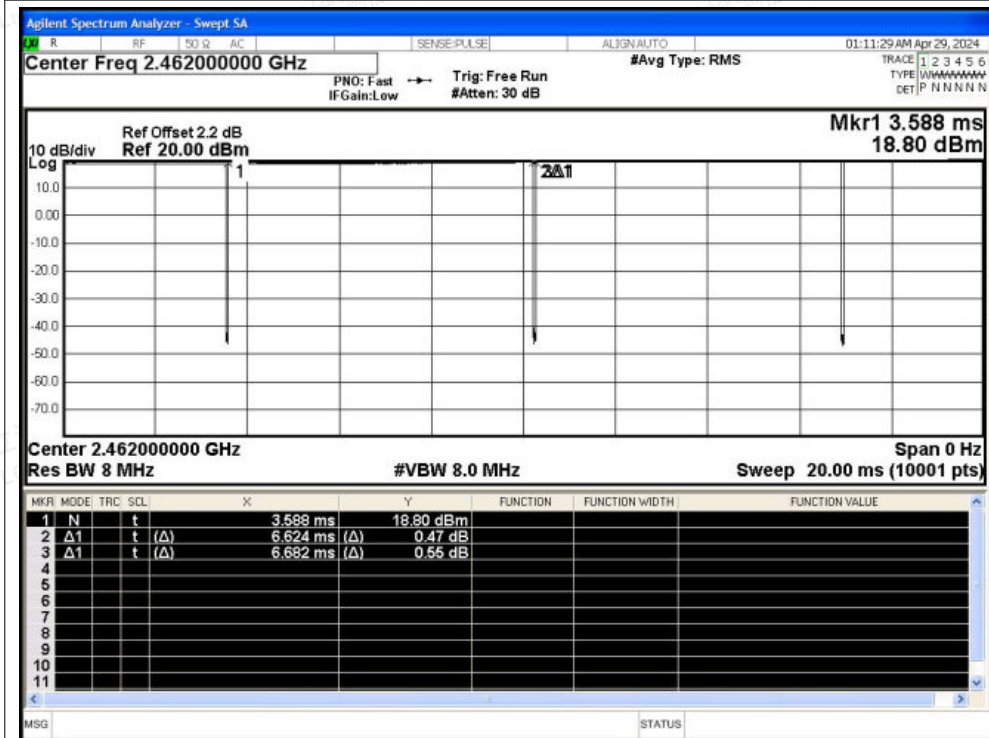 Agilent Spectrum Analyzer - Swept SA
LXI R RF 50 Ω AC SENSE:PULSE ALIGN AUTO 01:11:29 AM Apr 29, 2024
Center Freq 2.462000000 GHz
PNO: Fast
IFGain:Low
Trig: Free Run
#Atten: 30 dB
#Avg Type: RMS
TRACE 1 2 3 4 5 6
TYPE
DET P N N N N N
Mkr1 3.588 ms
18.80 dBm
Ref Offset 2.2 dB
10 dB/div Ref 20.00 dBm
Log
1
10.0
0.00
-10.0
-20.0
-30.0
-40.0
-50.0
-60.0
-70.0
Center 2.462000000 GHz Span 0 Hz
Res BW 8 MHz #VBW 8.0 MHz Sweep 20.00 ms (10001 pts)
MKR MODE TRC SCL X Y FUNCTION FUNCTION WIDTH FUNCTION VALUE
1 N t 3.588 ms 18.80 dBm
2 Δ1 t (Δ) 6.624 ms (Δ) 0.47 dB
3 Δ1 t (Δ) 6.682 ms (Δ) 0.55 dB
4
5
6
7
8
9
10
11
MSG STATUS